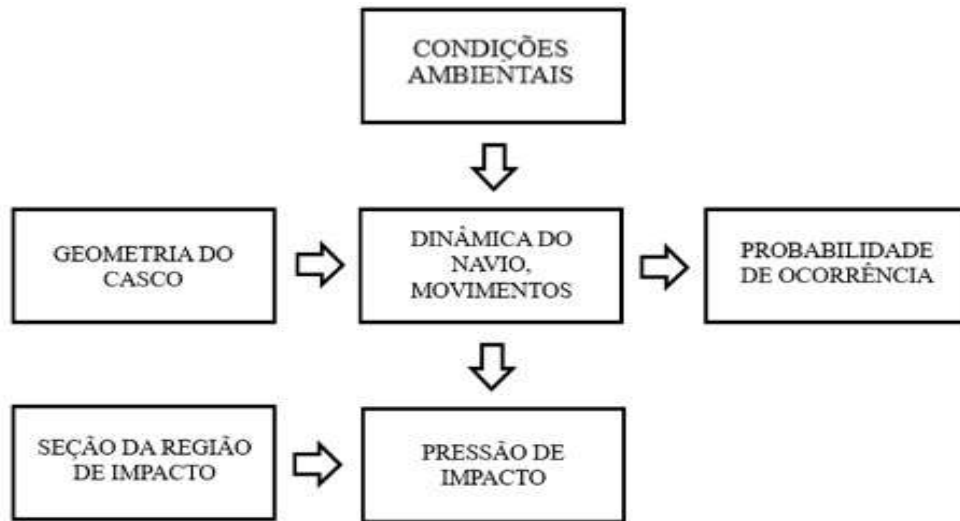 CONDIÇÕES
AMBIENTAIS
GEOMETRIA DO
CASCO
DINÂMICA DO
NAVIO,
MOVIMENTOS
PROBABILIDADE
DE OCORRÊNCIA
SEÇÃO DA REGIÃO
DE IMPACTO
PRESSÃO DE
IMPACTO